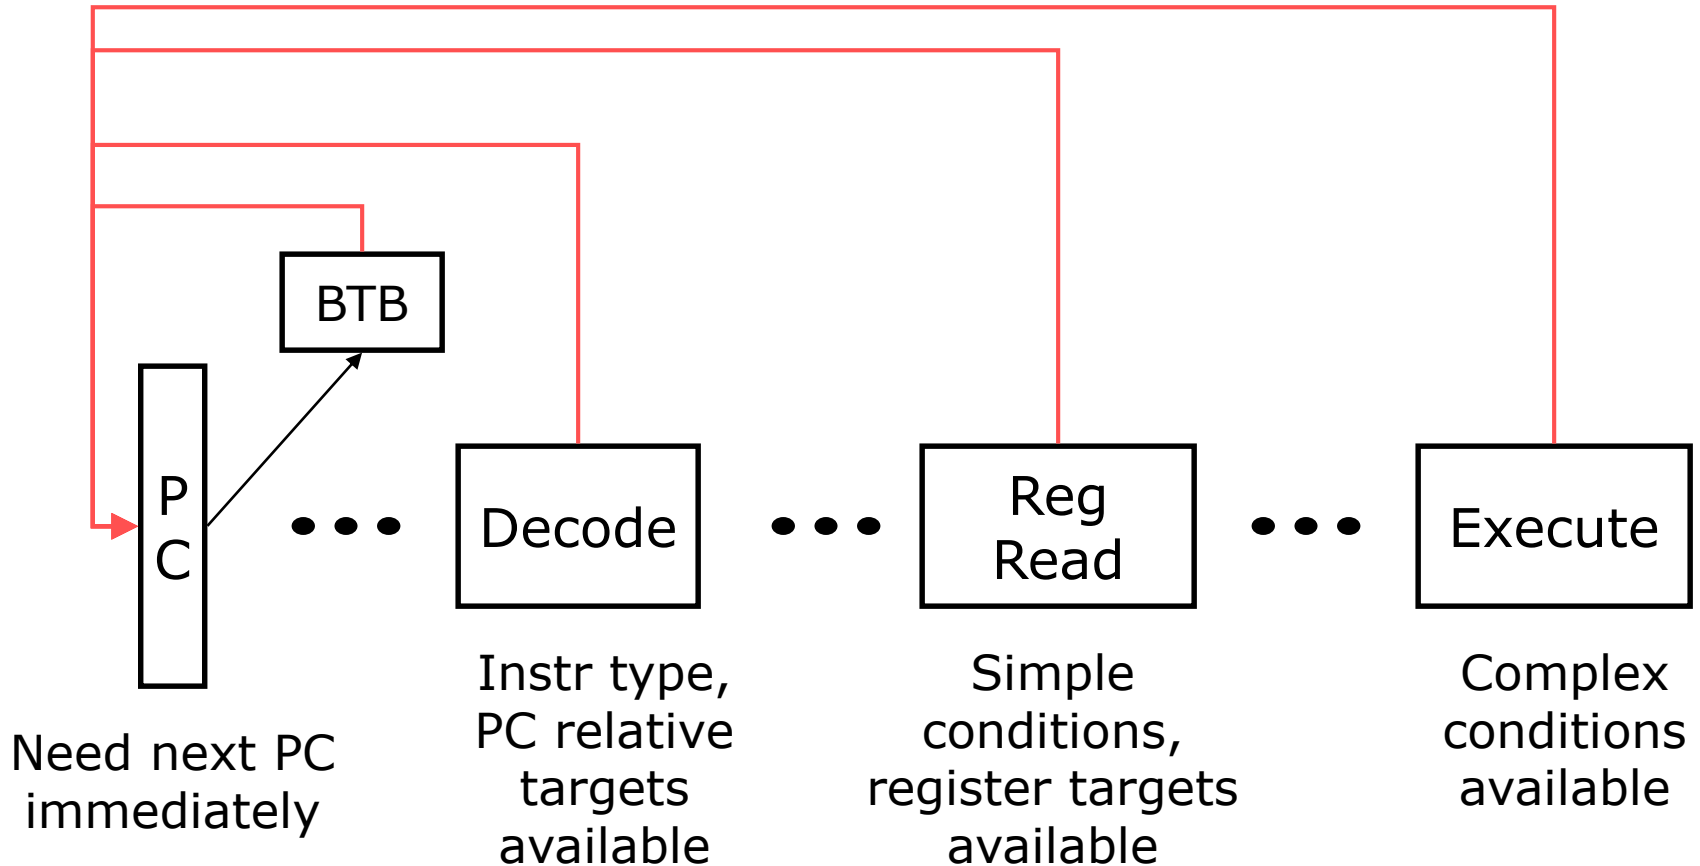 BTB
P
C
Decode
Reg
Read
Execute
Need next PC
immediately
Instr type,
PC relative
targets
available
Simple
conditions,
register targets
available
Complex
conditions
available